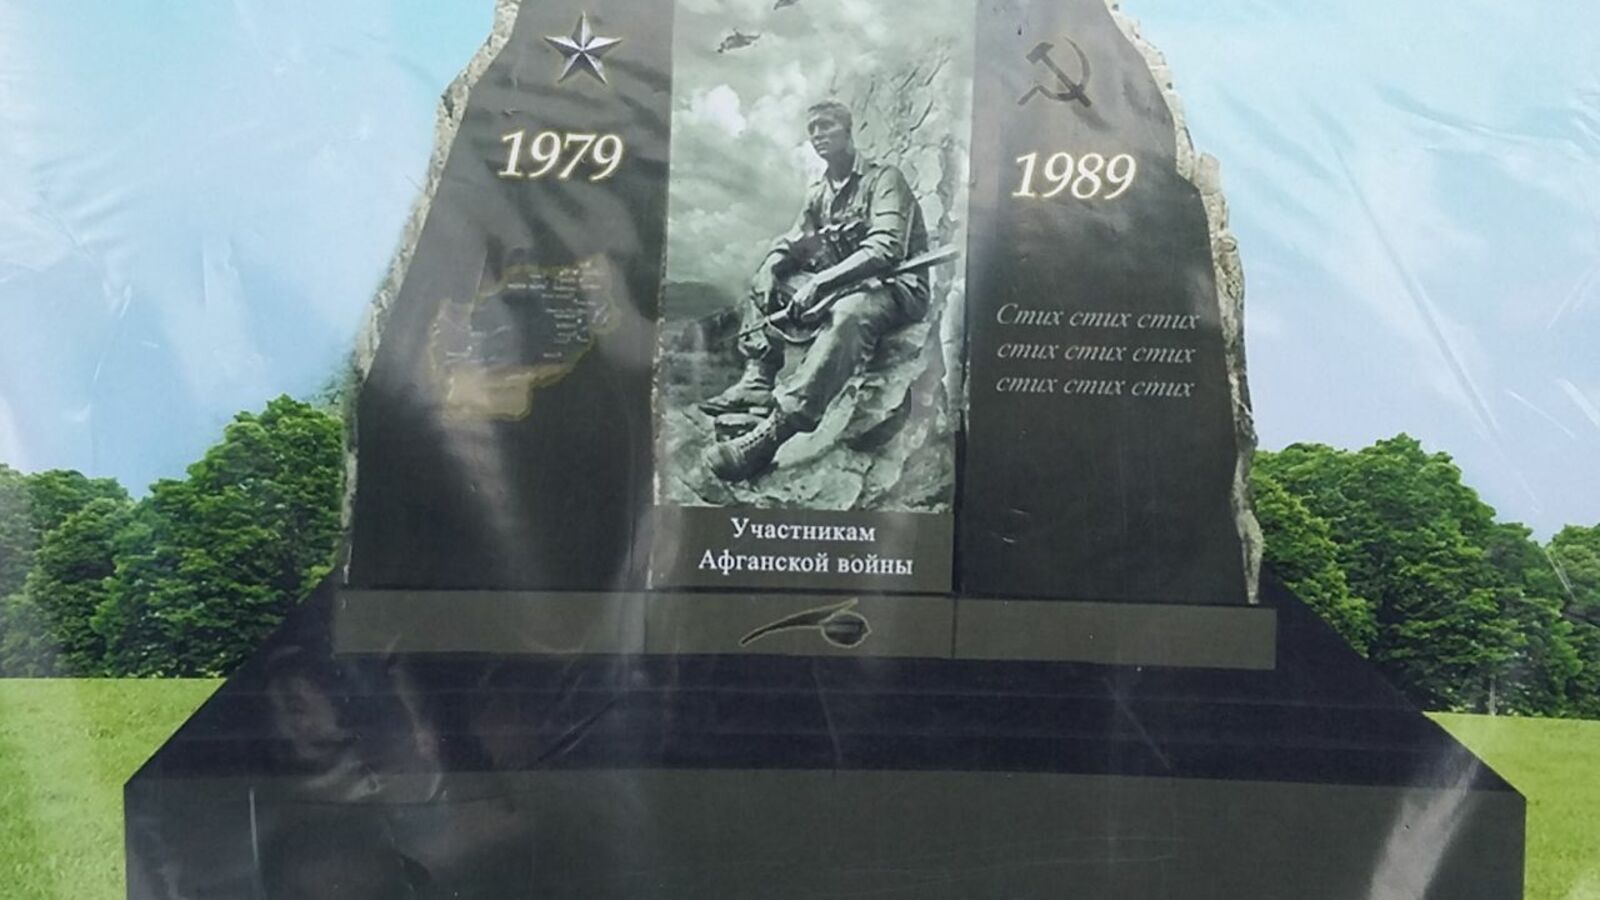 1979
1989
Стих стих стих
стих стих стих
стих стих стих
Участникам
Афганской войны